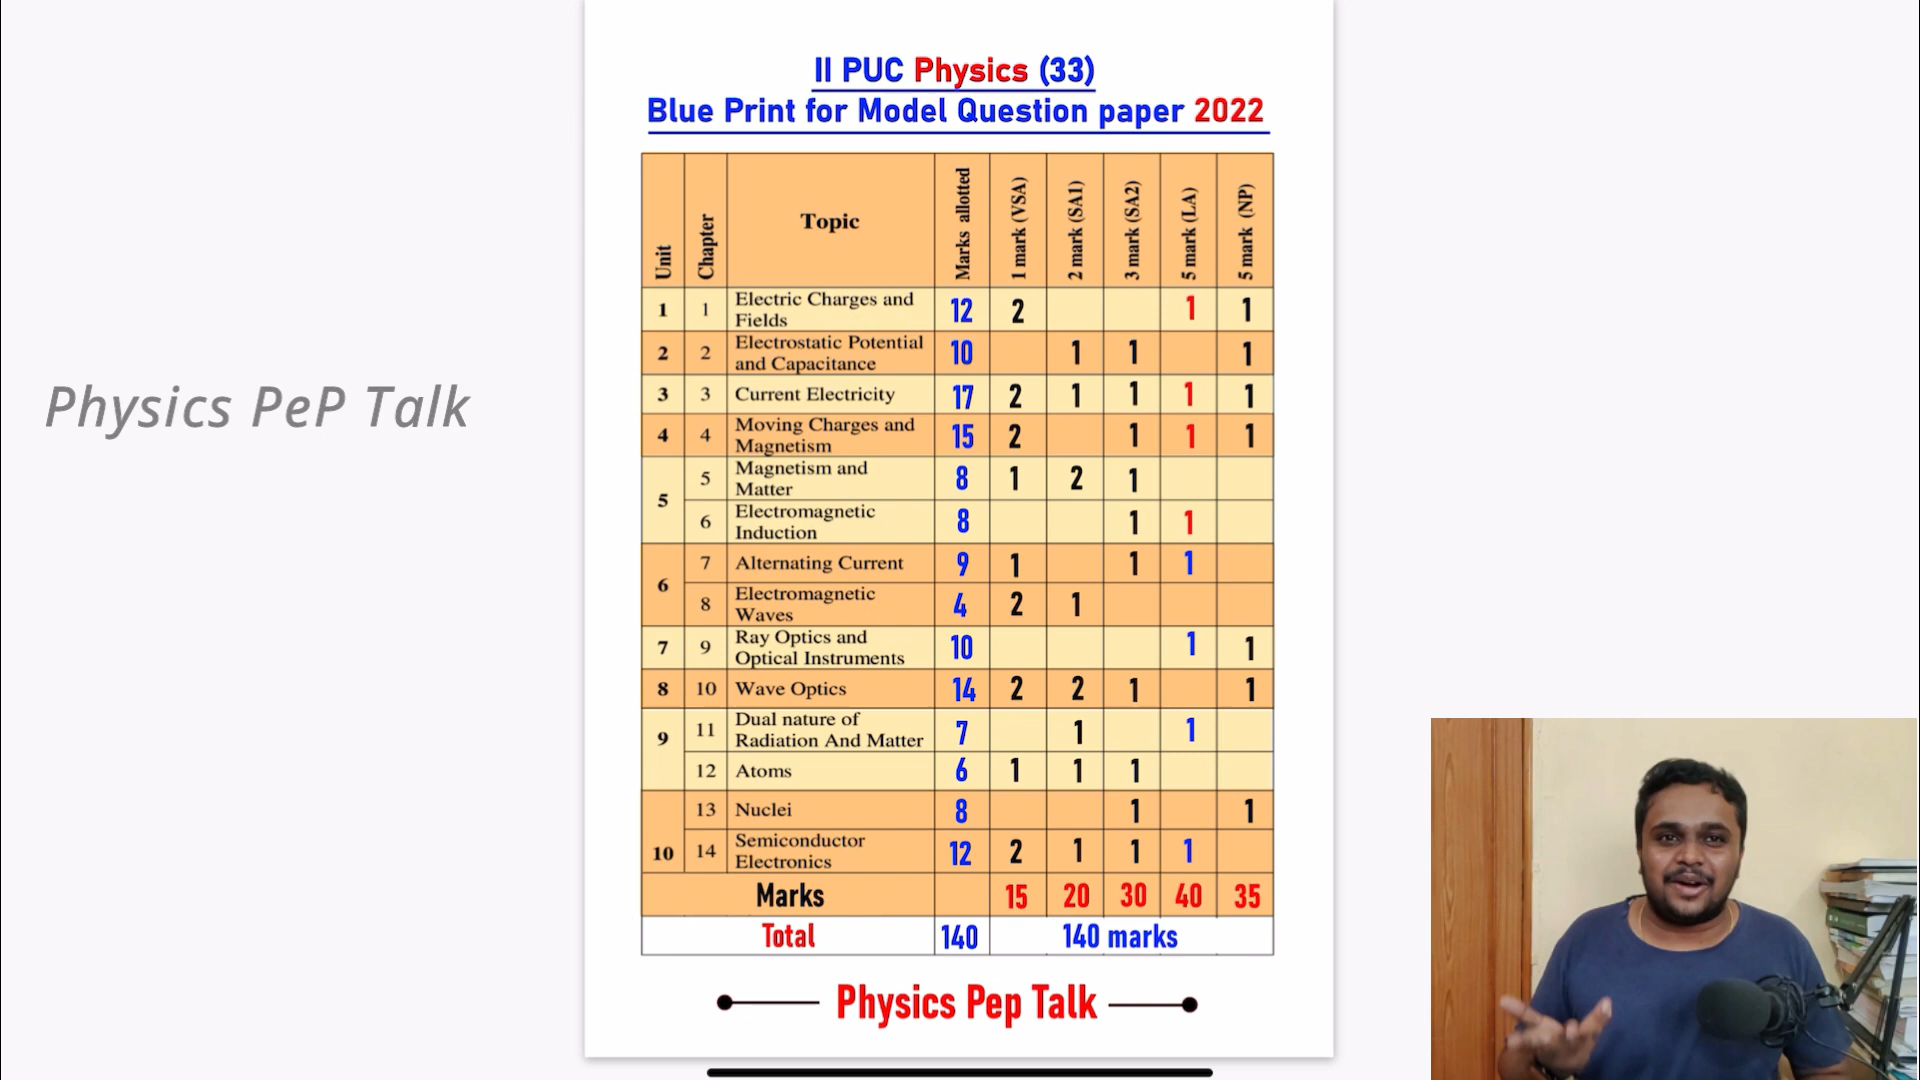 II PUC Physics (33)
Blue Print for Model Question paper 2022
Unit Chapter Topic Marks allotted 1 mark (VSA) 2 mark (SA1) 3 mark (SA2) 5 mark (LA) 5 mark (NP)
1 1 Electric Charges and Fields 12 2 1 1
2 2 Electrostatic Potential and Capacitance 10 1 1 1
3 3 Current Electricity 17 2 1 1 1 1
4 4 Moving Charges and Magnetism 15 2 1 1 1
5 5 Magnetism and Matter 8 1 2 1
6 Electromagnetic Induction 8 1 1
6 7 Alternating Current 9 1 1 1
8 Electromagnetic Waves 4 2 1
7 9 Ray Optics and Optical Instruments 10 1 1
8 10 Wave Optics 14 2 2 1 1
9 11 Dual nature of Radiation And Matter 7 1 1
12 Atoms 6 1 1 1
10 13 Nuclei 8 1 1
14 Semiconductor Electronics 12 2 1 1 1
Marks 15 20 30 40 35
Total 140 140 marks
Physics Pep Talk
Physics PeP Talk